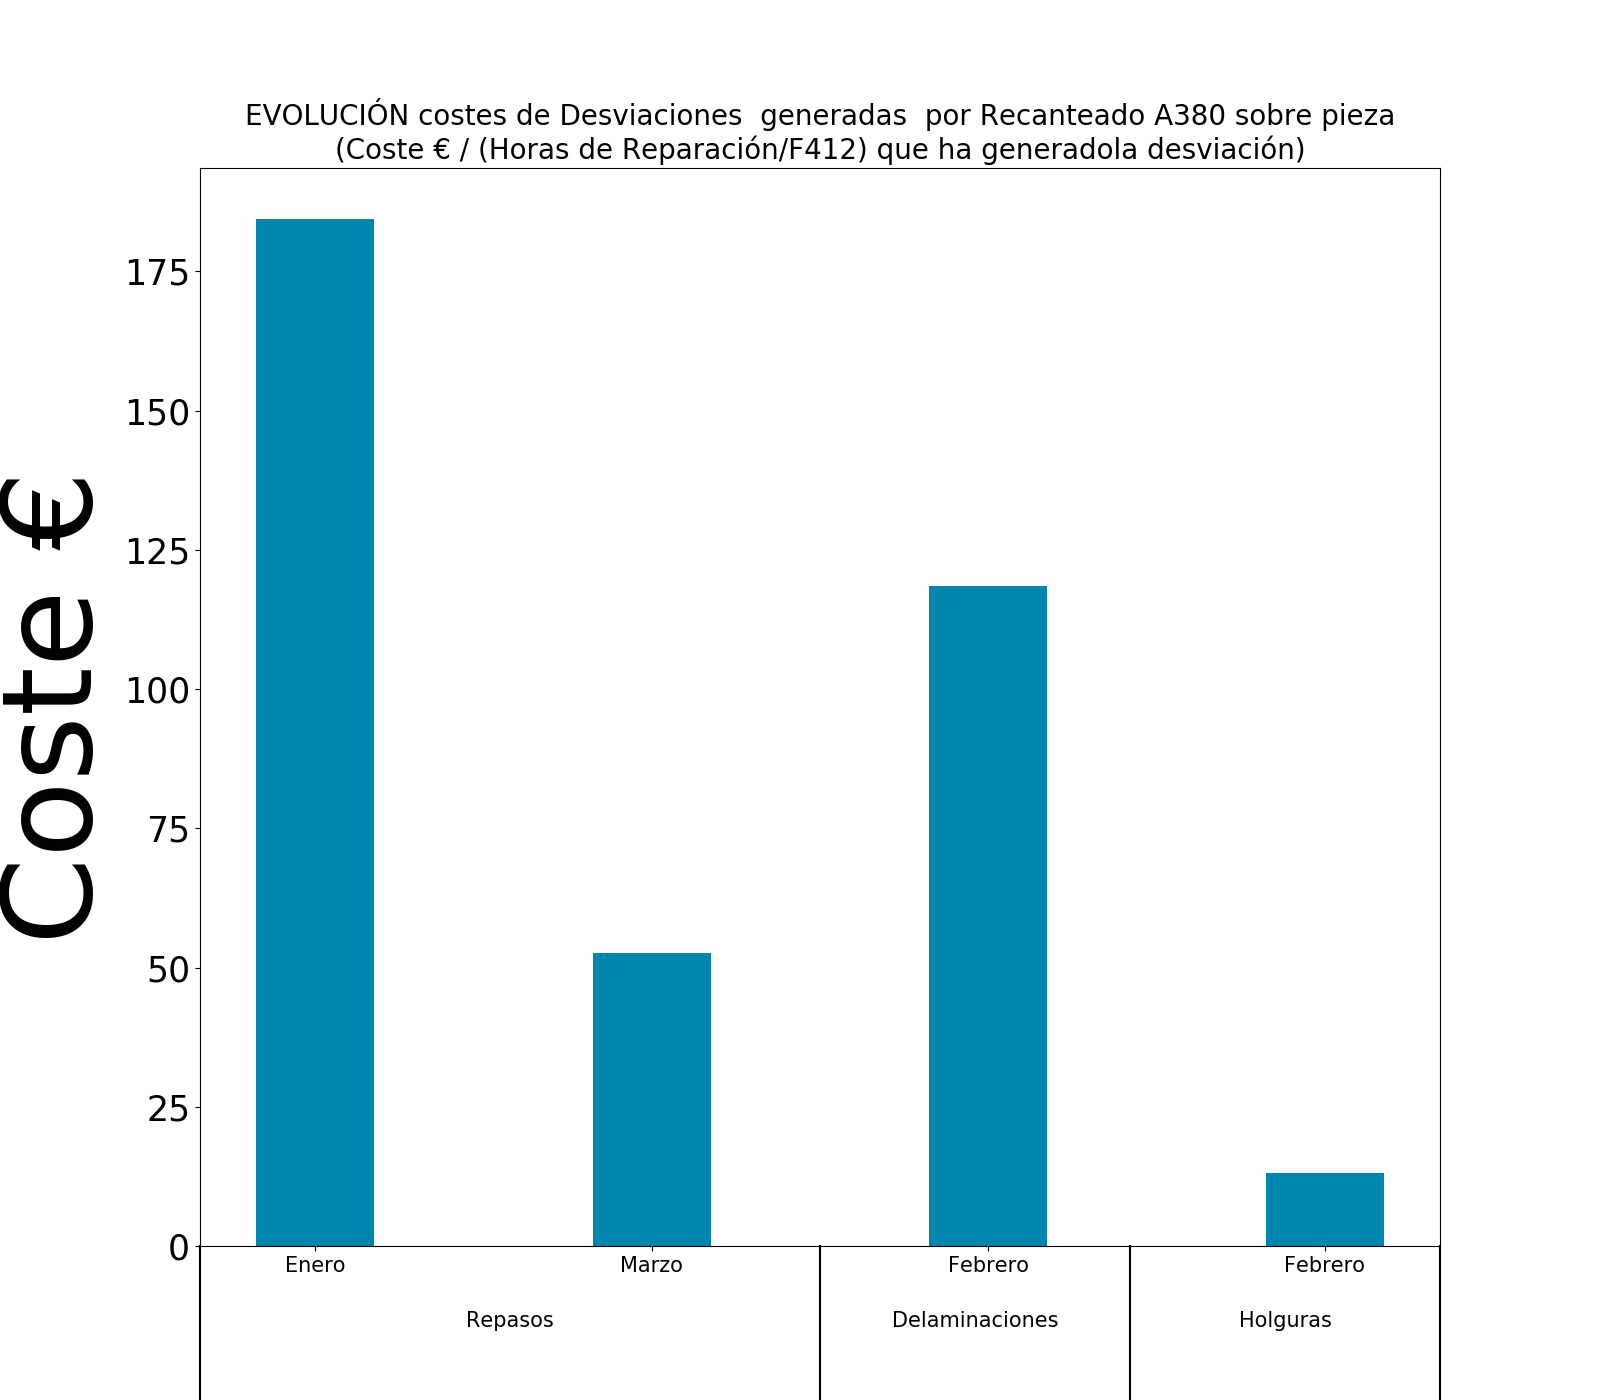 EVOLUCIÓN costes de Desviaciones  generadas  por Recanteado A380 sobre pieza
(Coste € / (Horas de Reparación/F412) que ha generadola desviación)
Coste €
175
150
125
100
75
50
25
0
Enero Marzo Febrero Febrero
Repasos Delaminaciones Holguras